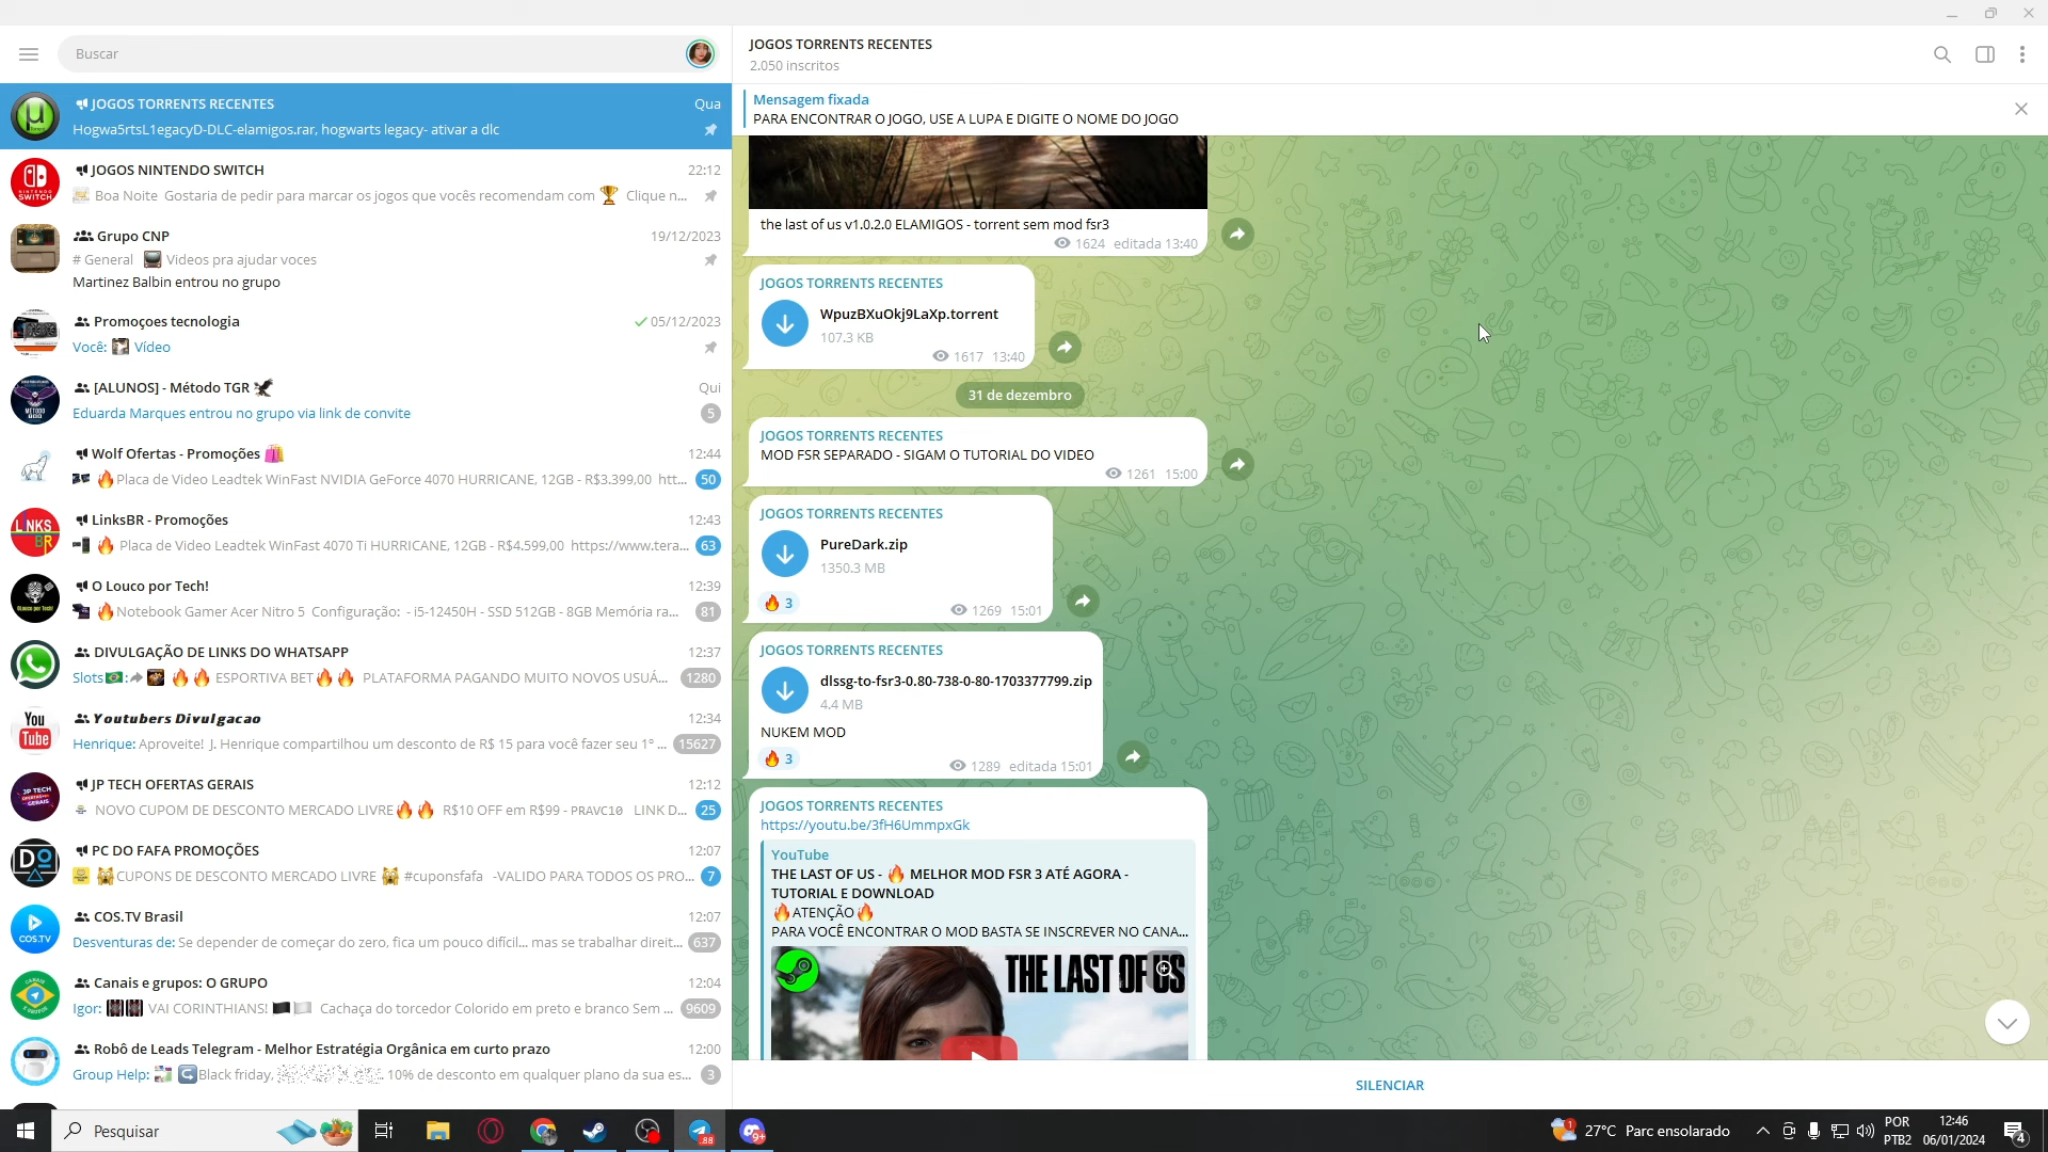 Buscar
JOGOS TORRENTS RECENTES
Qua
Hogwa5rtsL1egacyD-DLC-elamigos.rar, hogwarts legacy- ativar a dlc
JOGOS NINTENDO SWITCH
22:12
Boa Noite Gostaria de pedir para marcar os jogos que vocês recomendam com 🏆 Clique n...
Grupo CNP
19/12/2023
# General Videos pra ajudar voces
Martinez Balbin entrou no grupo
Promoçoes tecnologia
05/12/2023
Você: Vídeo
[ALUNOS] - Método TGR
Qui
Eduarda Marques entrou no grupo via link de convite
5
Wolf Ofertas - Promoções 🛍️
12:44
🔥Placa de Video Leadtek WinFast NVIDIA GeForce 4070 HURRICANE, 12GB - R$3.399,00 htt...
50
LinksBR - Promoções
12:43
🔥 Placa de Video Leadtek WinFast 4070 Ti HURRICANE, 12GB - R$4.599,00 https://www.tera...
63
O Louco por Tech!
12:39
🔥Notebook Gamer Acer Nitro 5 Configuração: - i5-12450H - SSD 512GB - 8GB Memória ra...
81
DIVULGAÇÃO DE LINKS DO WHATSAPP
12:37
Slots🇧🇷: 🔥🔥 ESPORTIVA BET🔥🔥 PLATAFORMA PAGANDO MUITO NOVOS USUÁ...
1280
Youtubers Divulgacao
12:34
Henrique: Aproveite! J. Henrique compartilhou um desconto de R$ 15 para você fazer seu 1º ...
15627
JP TECH OFERTAS GERAIS
12:12
NOVO CUPOM DE DESCONTO MERCADO LIVRE🔥🔥 R$10 OFF em R$99 - PRAVC10 LINK D...
25
PC DO FAFA PROMOÇÕES
12:07
🙀CUPONS DE DESCONTO MERCADO LIVRE 🙀 #cuponsfafa -VALIDO PARA TODOS OS PRO...
7
COS.TV Brasil
12:07
Desventuras de: Se depender de começar do zero, fica um pouco difícil... mas se trabalhar direit...
637
Canais e grupos: O GRUPO
12:04
Igor: VAI CORINTHIANS! 🏴🏳️ Cachaça do torcedor Colorido em preto e branco Sem ...
9609
Robô de Leads Telegram - Melhor Estratégia Orgânica em curto prazo
12:00
Group Help: Black friday, 10% de desconto em qualquer plano da sua es...
3
JOGOS TORRENTS RECENTES
2.050 inscritos
Mensagem fixada
PARA ENCONTRAR O JOGO, USE A LUPA E DIGITE O NOME DO JOGO
the last of us v1.0.2.0 ELAMIGOS - torrent sem mod fsr3
1624 editada 13:40
JOGOS TORRENTS RECENTES
WpuzBXuOkj9LaXp.torrent
107.3 KB
1617 13:40
31 de dezembro
JOGOS TORRENTS RECENTES
MOD FSR SEPARADO - SIGAM O TUTORIAL DO VIDEO
1261 15:00
JOGOS TORRENTS RECENTES
PureDark.zip
1350.3 MB
🔥 3
1269 15:01
JOGOS TORRENTS RECENTES
dlssg-to-fsr3-0.80-738-0-80-1703377799.zip
4.4 MB
NUKEM MOD
🔥 3
1289 editada 15:01
JOGOS TORRENTS RECENTES
https://youtu.be/3fH6UmmpxGk
YouTube
THE LAST OF US - 🔥 MELHOR MOD FSR 3 ATÉ AGORA -
TUTORIAL E DOWNLOAD
🔥ATENÇÃO🔥
PARA VOCÊ ENCONTRAR O MOD BASTA SE INSCREVER NO CANA...
THE LAST OF US
SILENCIAR
Pesquisar
27°C Parc ensolarado
POR
PTB2
12:46
06/01/2024
4